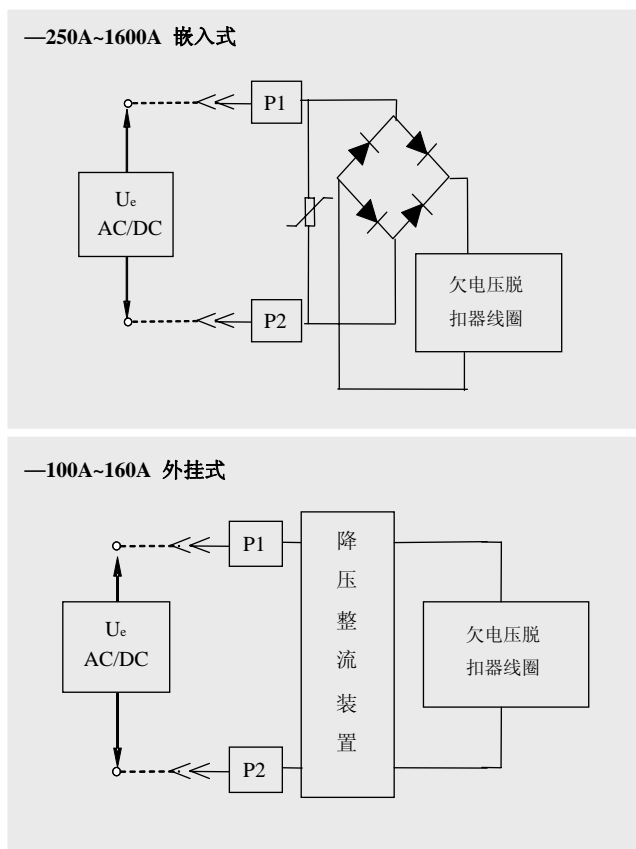 —250A~1600A 嵌入式
P1
Ue
AC/DC
P2
欠电压脱
扣器线圈
—100A~160A 外挂式
P1
降
压
整
流
装
置
Ue
AC/DC
欠电压脱
扣器线圈
P2